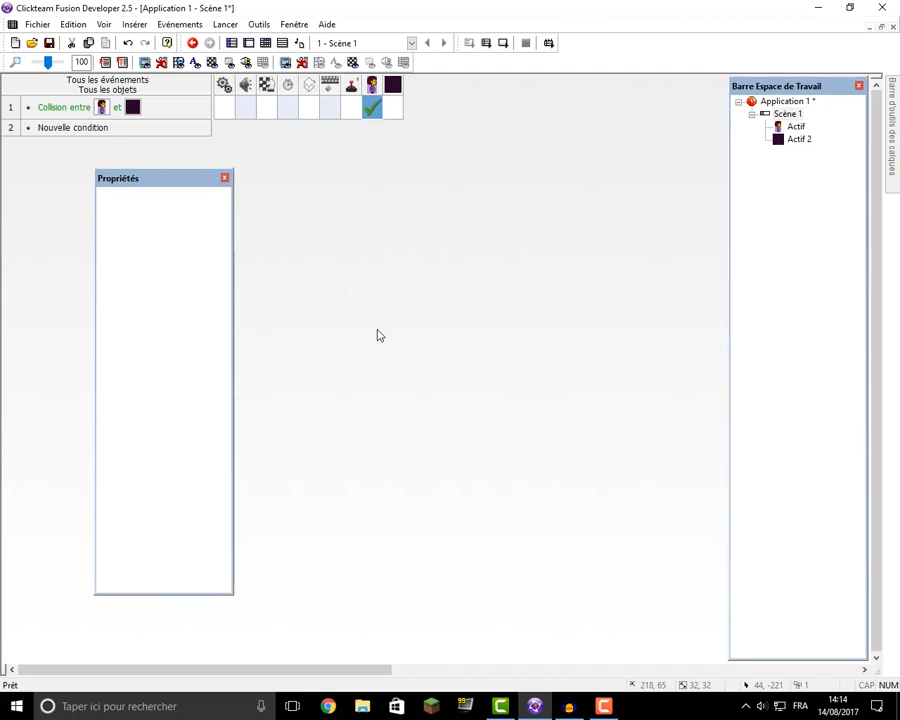 Clickteam Fusion Developer 2.5 - [Application 1 - Scène 1*]
Fichier Edition Voir Insérer Evénements Lancer Outils Fenêtre Aide
1 - Scène 1
100
Tous les événements
Tous les objets
1 • Collision entre et
2 • Nouvelle condition
Propriétés
Barre Espace de Travail
Application 1 *
Scène 1
Actif
Actif 2
Barre d'outils des calques
Prêt
218, 65
32, 32
44, -221
1
CAP NUM
Taper ici pour rechercher
FRA
14:14
14/08/2017